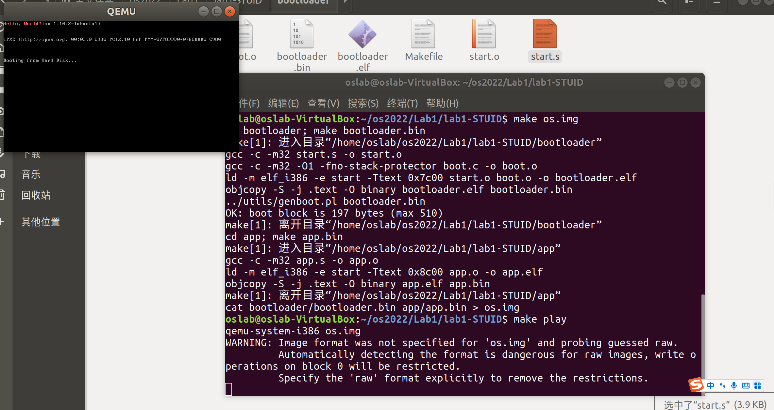 QEMU
Hello, World!
Booting from Hard Disk...
bootloader
.bin
bootloader
.elf
Makefile
start.o
start.s
oslab@oslab-VirtualBox: ~/os2022/Lab1/lab1-STUID
编辑(E) 查看(V) 搜索(S) 终端(T) 帮助(H)
lab@oslab-VirtualBox:~/os2022/Lab1/lab1-STUID$ make os.img
bootloader; make bootloader.bin
ke[1]: 进入目录“/home/oslab/os2022/Lab1/lab1-STUID/bootloader”
gcc -c -m32 start.s -o start.o
gcc -c -m32 -O1 -fno-stack-protector boot.c -o boot.o
ld -m elf_i386 -e start -Ttext 0x7c00 start.o boot.o -o bootloader.elf
objcopy -S -j .text -O binary bootloader.elf bootloader.bin
../utils/genboot.pl bootloader.bin
OK: boot block is 197 bytes (max 510)
make[1]: 离开目录“/home/oslab/os2022/Lab1/lab1-STUID/bootloader”
cd app; make app.bin
make[1]: 进入目录“/home/oslab/os2022/Lab1/lab1-STUID/app”
gcc -c -m32 app.s -o app.o
ld -m elf_i386 -e start -Ttext 0x8c00 app.o -o app.elf
objcopy -S -j .text -O binary app.elf app.bin
make[1]: 离开目录“/home/oslab/os2022/Lab1/lab1-STUID/app”
cat bootloader/bootloader.bin app/app.bin > os.img
oslab@oslab-VirtualBox:~/os2022/Lab1/lab1-STUID$ make play
qemu-system-i386 os.img
WARNING: Image format was not specified for 'os.img' and probing guessed raw.
Automatically detecting the format is dangerous for raw images, write o
perations on block 0 will be restricted.
Specify the 'raw' format explicitly to remove the restrictions.
下载
音乐
回收站
其他位置
中
选中了“start.s” (3.9 KB)